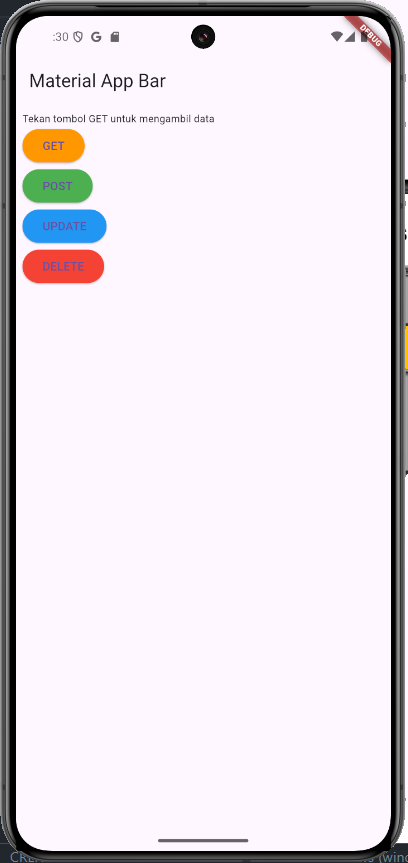 :30
DEBUG
Material App Bar
Tekan tombol GET untuk mengambil data
GET
POST
UPDATE
DELETE